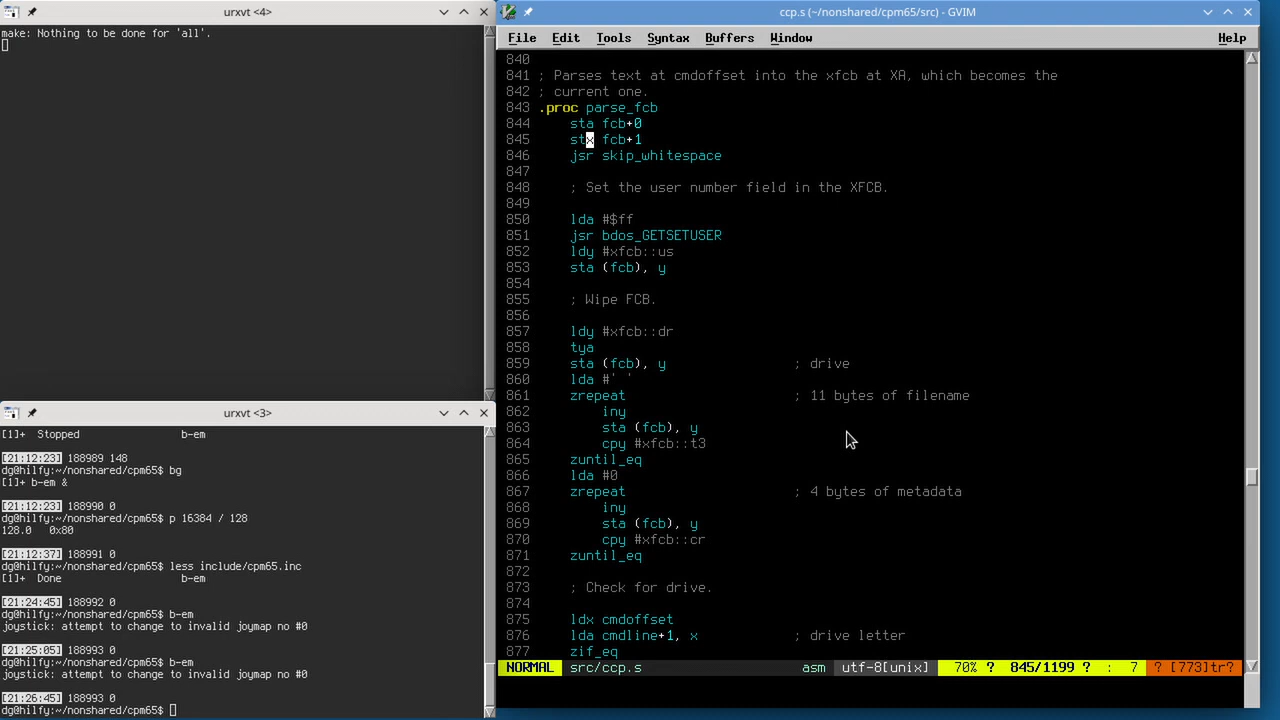 urxvt <4>
make: Nothing to be done for 'all'.
urxvt <3>
[1]+  Stopped                 b-em
[21:12:23] 188989 148
dg@hilfy:~/nonshared/cpm65$ bg
[1]+ b-em &
[21:12:23] 188990 0
dg@hilfy:~/nonshared/cpm65$ p 16384 / 128
128.0   0x80
[21:12:37] 188991 0
dg@hilfy:~/nonshared/cpm65$ less include/cpm65.inc
[1]+  Done                    b-em
[21:24:45] 188992 0
dg@hilfy:~/nonshared/cpm65$ b-em
joystick: attempt to change to invalid joymap no #0
[21:25:05] 188993 0
dg@hilfy:~/nonshared/cpm65$ b-em
joystick: attempt to change to invalid joymap no #0
[21:26:45] 188993 0
dg@hilfy:~/nonshared/cpm65$
ccp.s (~/nonshared/cpm65/src) - GVIM
File Edit Tools Syntax Buffers Window Help
840
841 ; Parses text at cmdoffset into the xfcb at XA, which becomes the
842 ; current one.
843 .proc parse_fcb
844     sta fcb+0
845     stx fcb+1
846     jsr skip_whitespace
847
848     ; Set the user number field in the XFCB.
849
850     lda #$ff
851     jsr bdos_GETSETUSER
852     ldy #xfcb::us
853     sta (fcb), y
854
855     ; Wipe FCB.
856
857     ldy #xfcb::dr
858     tya
859     sta (fcb), y                ; drive
860     lda #' '
861     zrepeat                     ; 11 bytes of filename
862         iny
863         sta (fcb), y
864         cpy #xfcb::t3
865     zuntil_eq
866     lda #0
867     zrepeat                     ; 4 bytes of metadata
868         iny
869         sta (fcb), y
870         cpy #xfcb::cr
871     zuntil_eq
872
873     ; Check for drive.
874
875     ldx cmdoffset
876     lda cmdline+1, x            ; drive letter
877     zif_eq
NORMAL src/ccp.s asm utf-8[unix] 70% ? 845/1199 ? : 7 ? [773]tr?